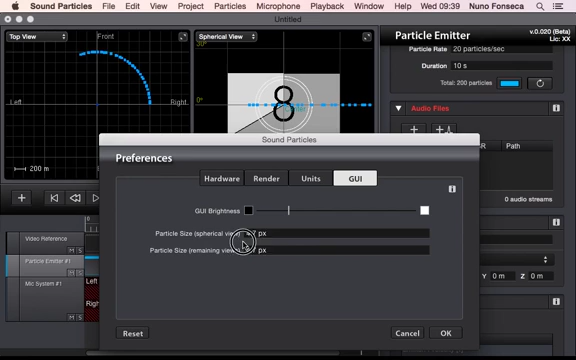 Sound Particles File Edit View Project Particles Microphone Playback Window Help Wed 09:39 Nuno Fonseca
Untitled
Top View
Spherical View
Particle Emitter
v.0.020 (Beta)
Lic: XX
30°
0°
8
Left
Right
200 m
Particle Rate 20 particles/sec
Duration 10 s
Total: 200 particles
Audio Files
Path
0 audio streams
Sound Particles
Preferences
Hardware Render Units GUI
GUI Brightness
Particle Size (spherical view) px
Particle Size (remaining views) px
Reset Cancel OK
0.
Video Reference
M S
Particle Emitter #1
M S
Mic System #1
M S
Left
Righ
Y 0 m Z 0 m